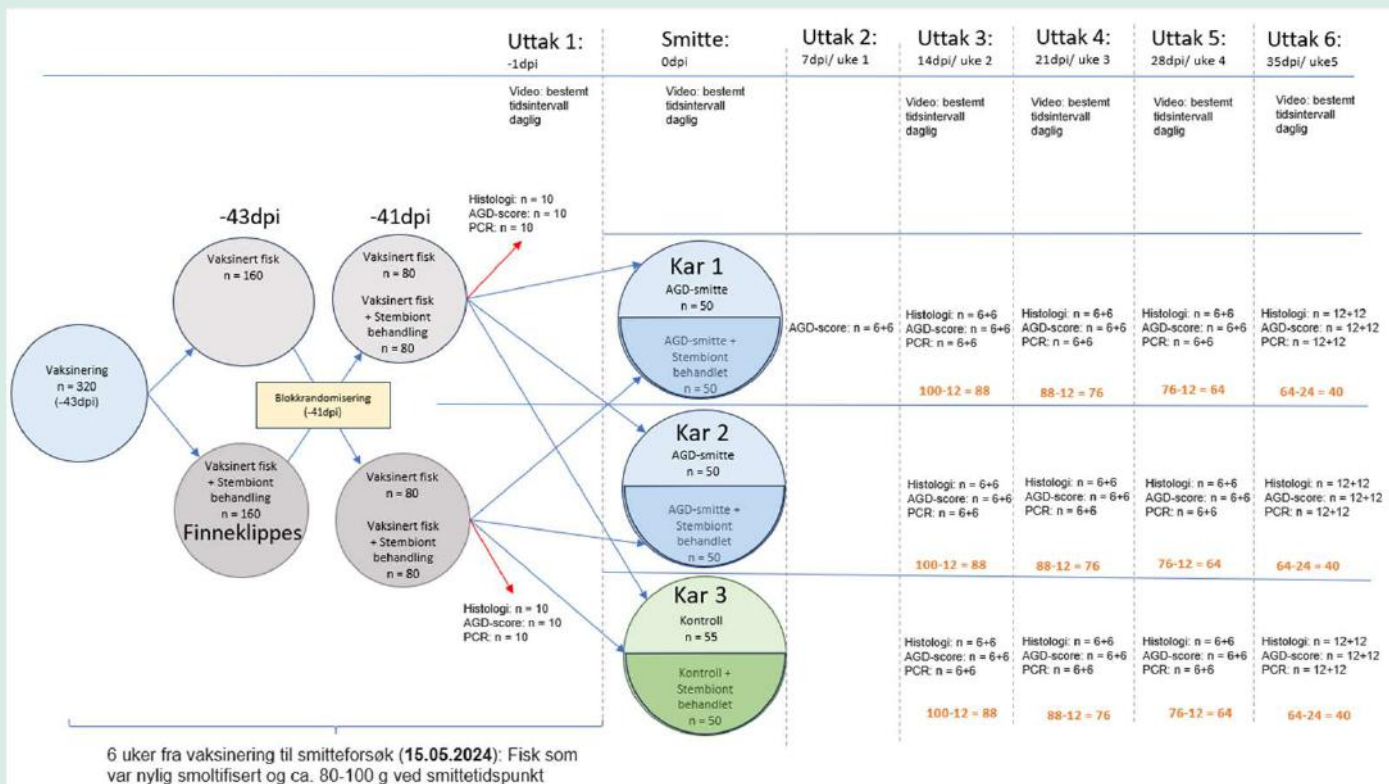 Uttak 1:
-1dpi
Smitte:
0dpi
Uttak 2:
7dpi/ uke 1
Uttak 3:
14dpi/ uke 2
Uttak 4:
21dpi/ uke 3
Uttak 5:
28dpi/ uke 4
Uttak 6:
35dpi/ uke5
Video: bestemt
tidsintervall
daglig
Video: bestemt
tidsintervall
daglig
Video: bestemt
tidsintervall
daglig
Video: bestemt
tidsintervall
daglig
Video: bestemt
tidsintervall
daglig
Video: bestemt
tidsintervall
daglig
Vaksinering
n = 320
(-43dpi)
-43dpi
Vaksinert fisk
n = 160
Vaksinert fisk
+ Stembiont
behandling
n = 160
Finneklippes
Blokkrandomisering
(-41dpi)
-41dpi
Vaksinert fisk
n = 80
Vaksinert fisk
+ Stembiont
behandling
n = 80
Vaksinert fisk
n = 80
Vaksinert fisk
+ Stembiont
behandling
n = 80
Histologi: n = 10
AGD-score: n = 10
PCR: n = 10
Histologi: n = 10
AGD-score: n = 10
PCR: n = 10
Kar 1
AGD-smitte
n = 50
AGD-smitte +
Stembiont
behandlet
n = 50
AGD-score: n = 6+6
Histologi: n = 6+6
AGD-score: n = 6+6
PCR: n = 6+6
100-12 = 88
Histologi: n = 6+6
AGD-score: n = 6+6
PCR: n = 6+6
88-12 = 76
Histologi: n = 6+6
AGD-score: n = 6+6
PCR: n = 6+6
76-12 = 64
Histologi: n = 12+12
AGD-score: n = 12+12
PCR: n = 12+12
64-24 = 40
Kar 2
AGD-smitte
n = 50
AGD-smitte +
Stembiont
behandlet
n = 50
Histologi: n = 6+6
AGD-score: n = 6+6
PCR: n = 6+6
100-12 = 88
Histologi: n = 6+6
AGD-score: n = 6+6
PCR: n = 6+6
88-12 = 76
Histologi: n = 6+6
AGD-score: n = 6+6
PCR: n = 6+6
76-12 = 64
Histologi: n = 12+12
AGD-score: n = 12+12
PCR: n = 12+12
64-24 = 40
Kar 3
Kontroll
n = 55
Kontroll +
Stembiont
behandlet
n = 50
Histologi: n = 6+6
AGD-score: n = 6+6
PCR: n = 6+6
100-12 = 88
Histologi: n = 6+6
AGD-score: n = 6+6
PCR: n = 6+6
88-12 = 76
Histologi: n = 6+6
AGD-score: n = 6+6
PCR: n = 6+6
76-12 = 64
Histologi: n = 12+12
AGD-score: n = 12+12
PCR: n = 12+12
64-24 = 40
6 uker fra vaksinering til smitteforsøk (15.05.2024): Fisk som
var nylig smoltifisert og ca. 80-100 g ved smittetidspunkt